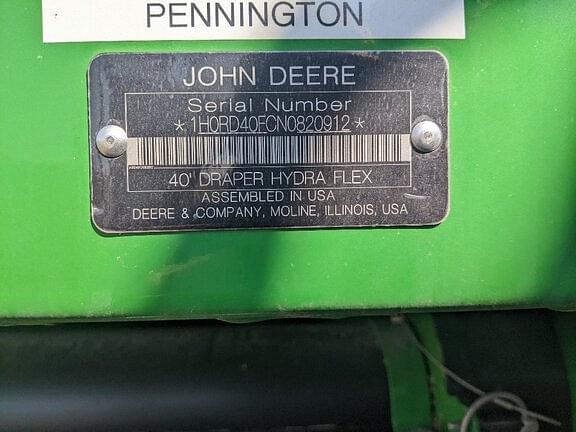 PENNINGTON
JOHN DEERE
Serial Number
*1H0RD40FCN0820912*
40' DRAPER HYDRA FLEX
ASSEMBLED IN USA
DEERE & COMPANY, MOLINE, ILLINOIS, USA